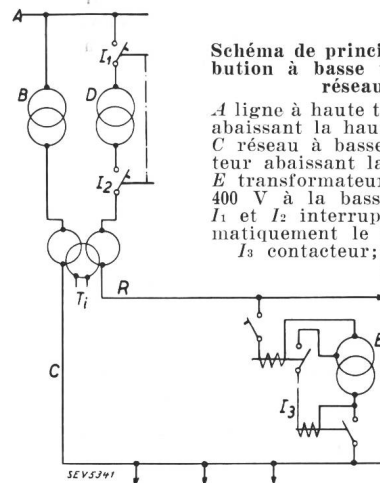 A
I1
B
D
I2
Ti
R
C
E
I3
SEV5341
Schéma de princi
bution à basse
réseau
A ligne à haute t
abaissant la hau
C réseau à basse
teur abaissant la
E transformateur
400 V à la bass
I1 et I2 interrup
matiquement le
I3 contacteur;